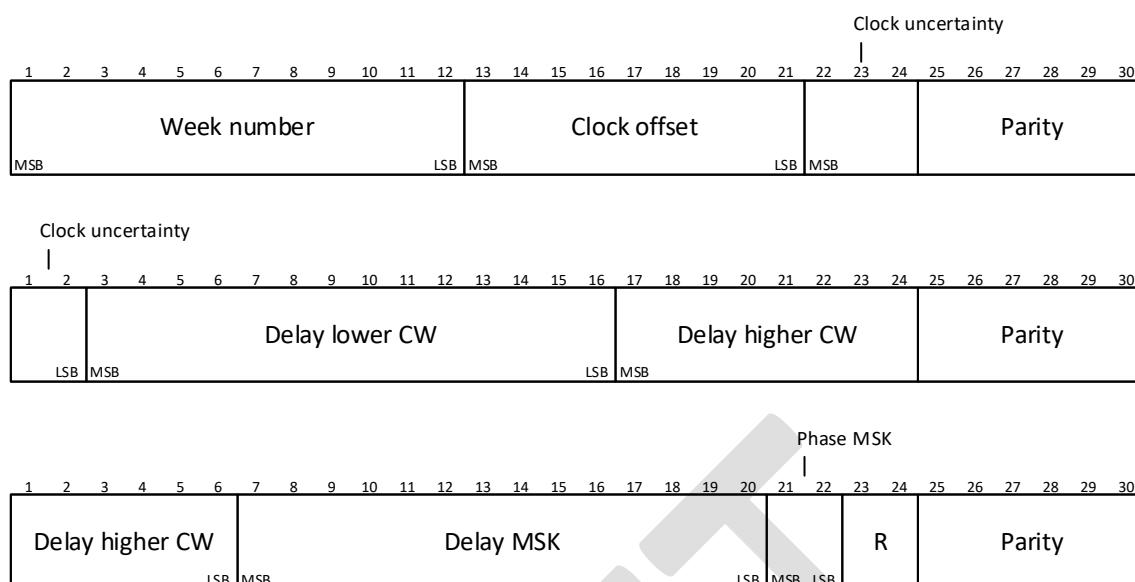 Clock uncertainty
1 2 3 4 5 6 7 8 9 10 11 12 13 14 15 16 17 18 19 20 21 22 23 24 25 26 27 28 29 30
Week number Clock offset Parity
MSB LSB MSB LSB MSB
Clock uncertainty
1 2 3 4 5 6 7 8 9 10 11 12 13 14 15 16 17 18 19 20 21 22 23 24 25 26 27 28 29 30
Delay lower CW Delay higher CW Parity
LSB MSB LSB MSB
Phase MSK
1 2 3 4 5 6 7 8 9 10 11 12 13 14 15 16 17 18 19 20 21 22 23 24 25 26 27 28 29 30
Delay higher CW Delay MSK R Parity
LSB MSB LSB MSB LSB